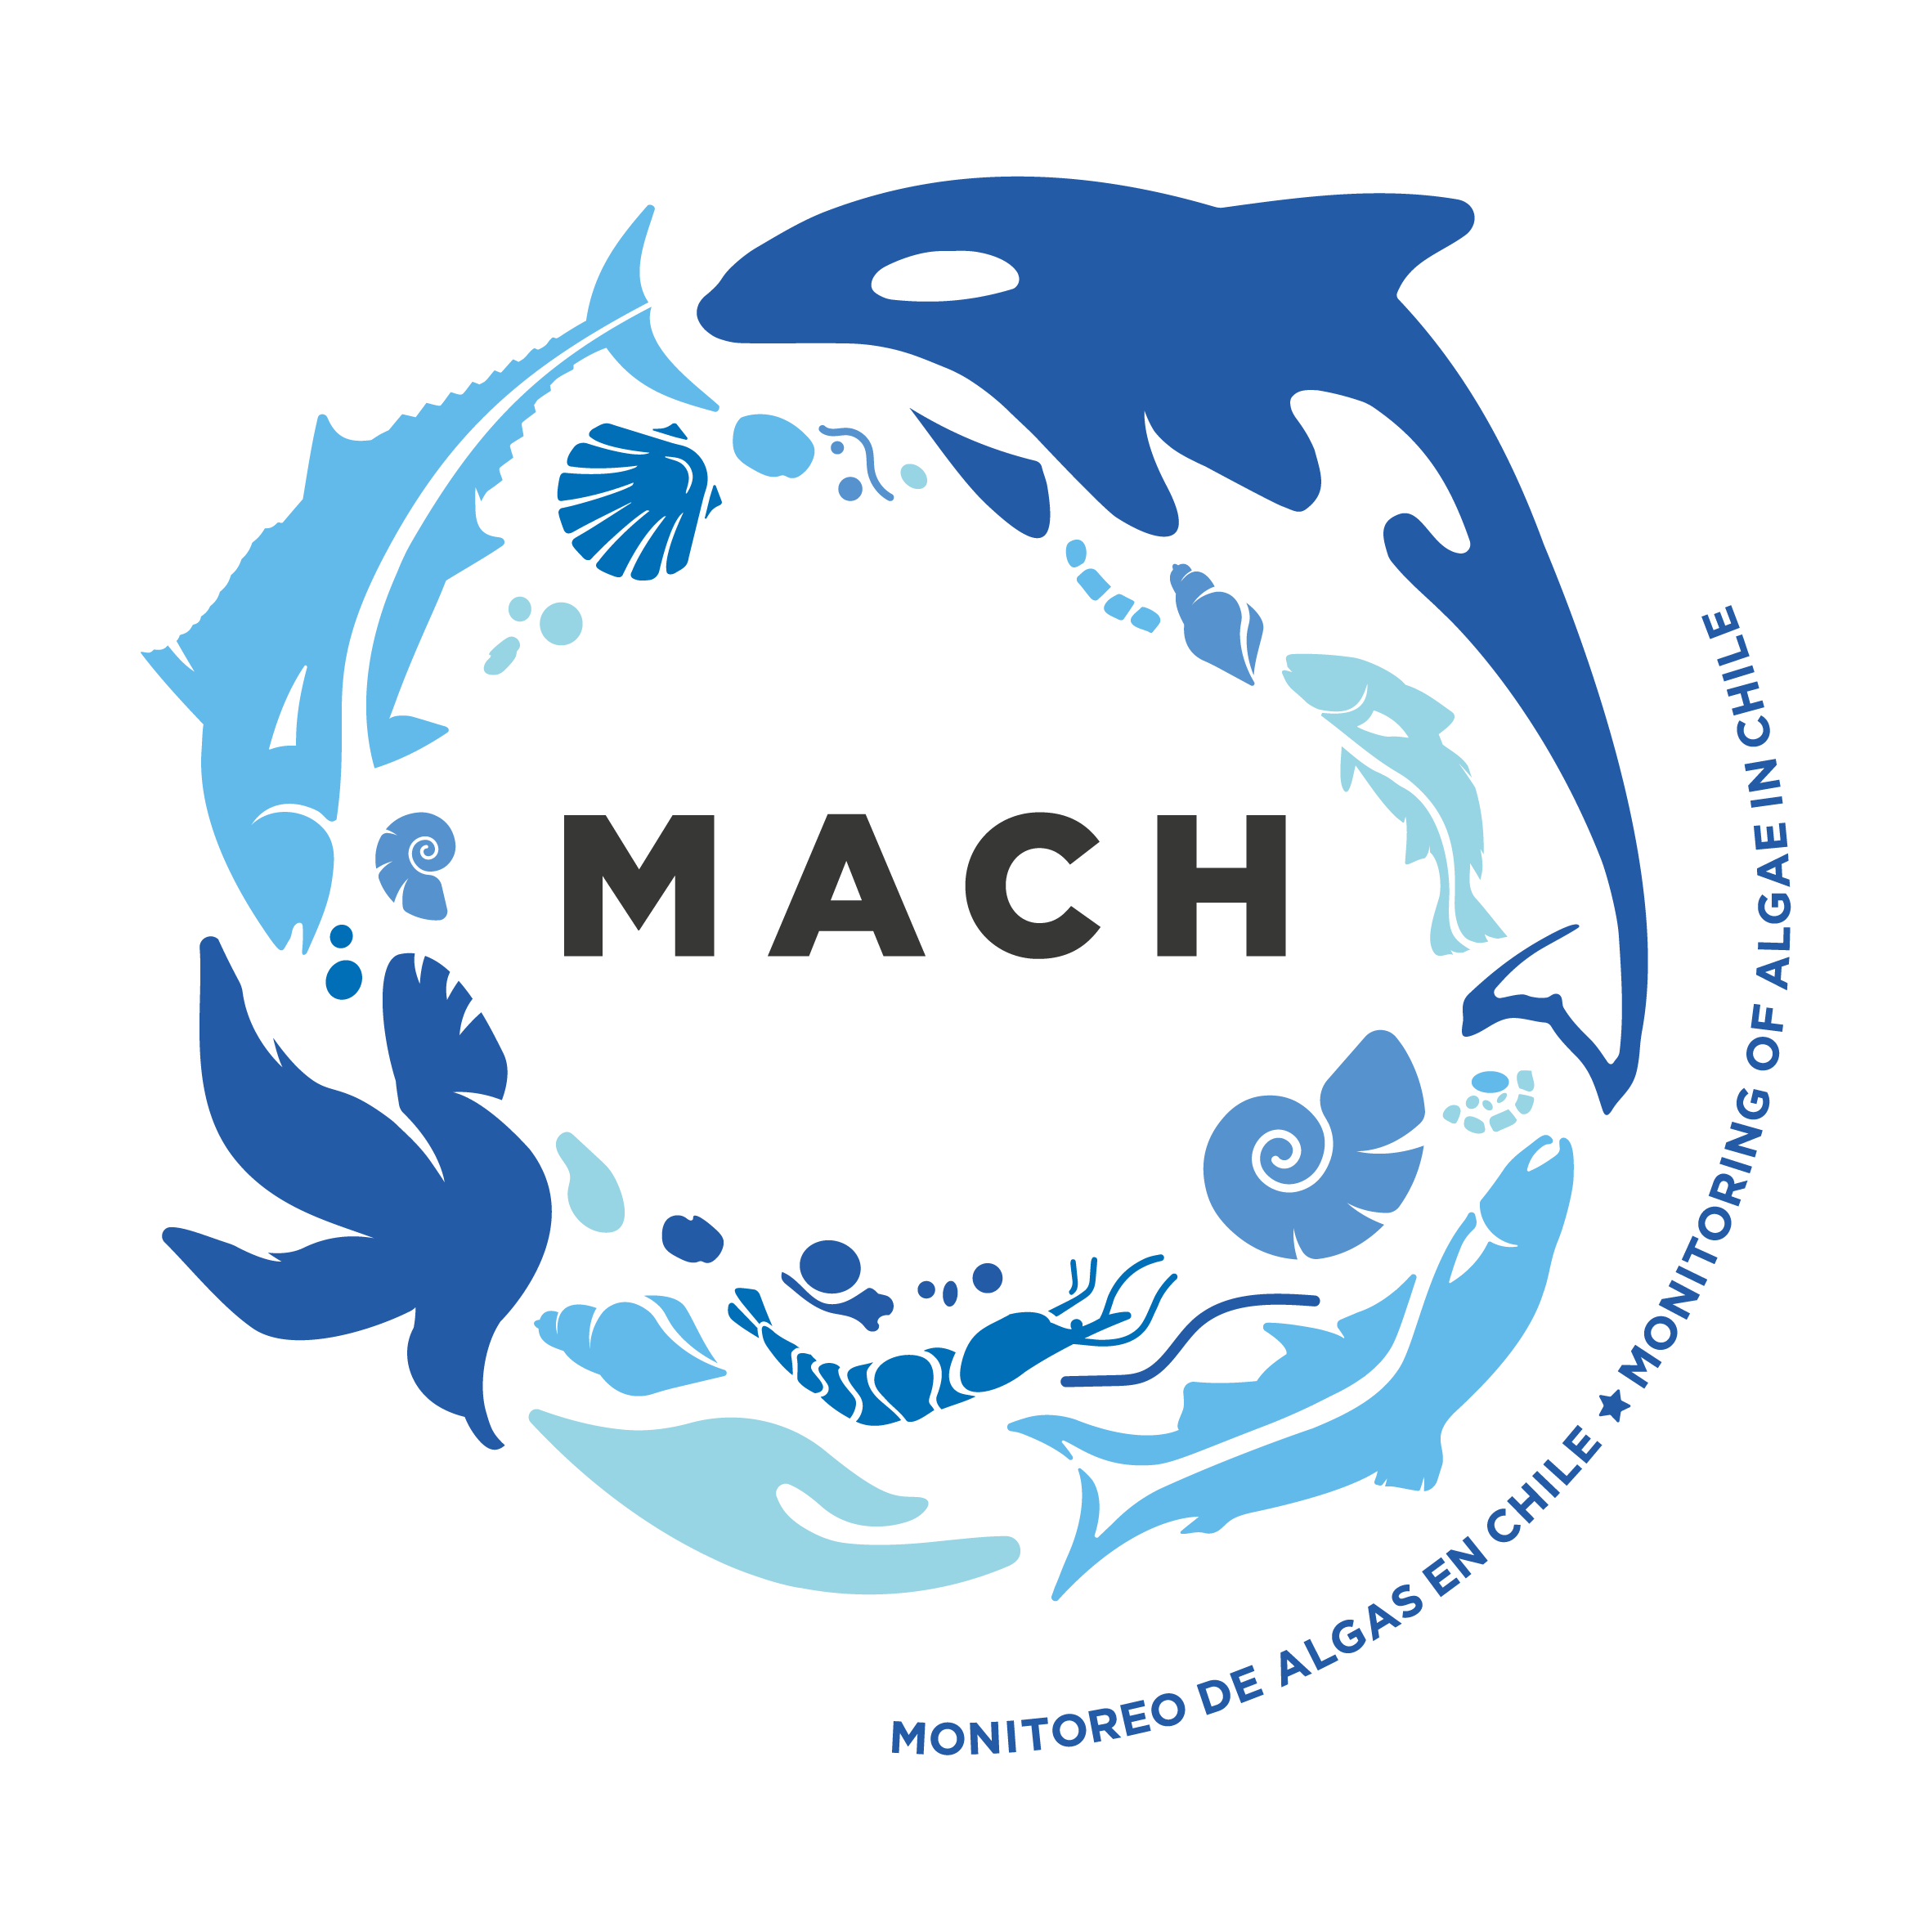 MACH
MONITOREO DE ALGAS EN CHILE ★ MONITORING OF ALGAE IN CHILE